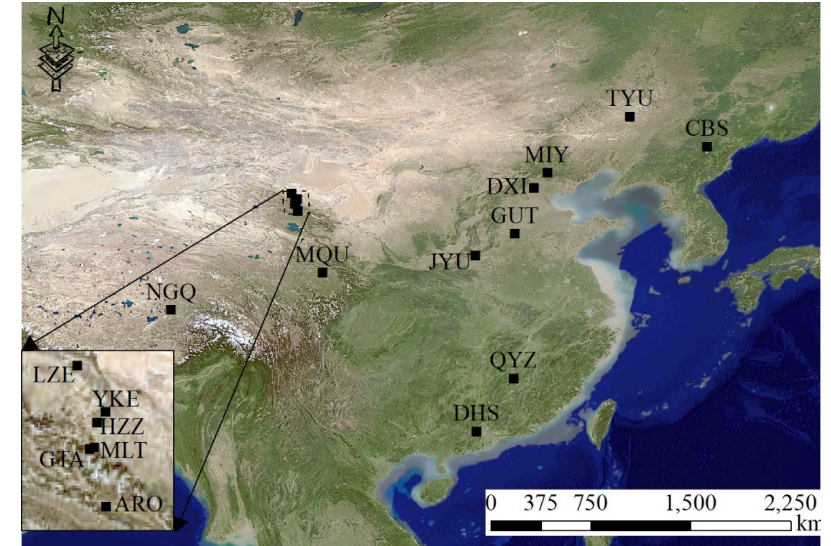 N
TYU
CBS
MIY
DXI
GUT
JYU
MQU
NGQ
QYZ
DHS
LZE
YKE
HZZ
MLT
GTA
ARO
0 375 750 1,500 2,250
km